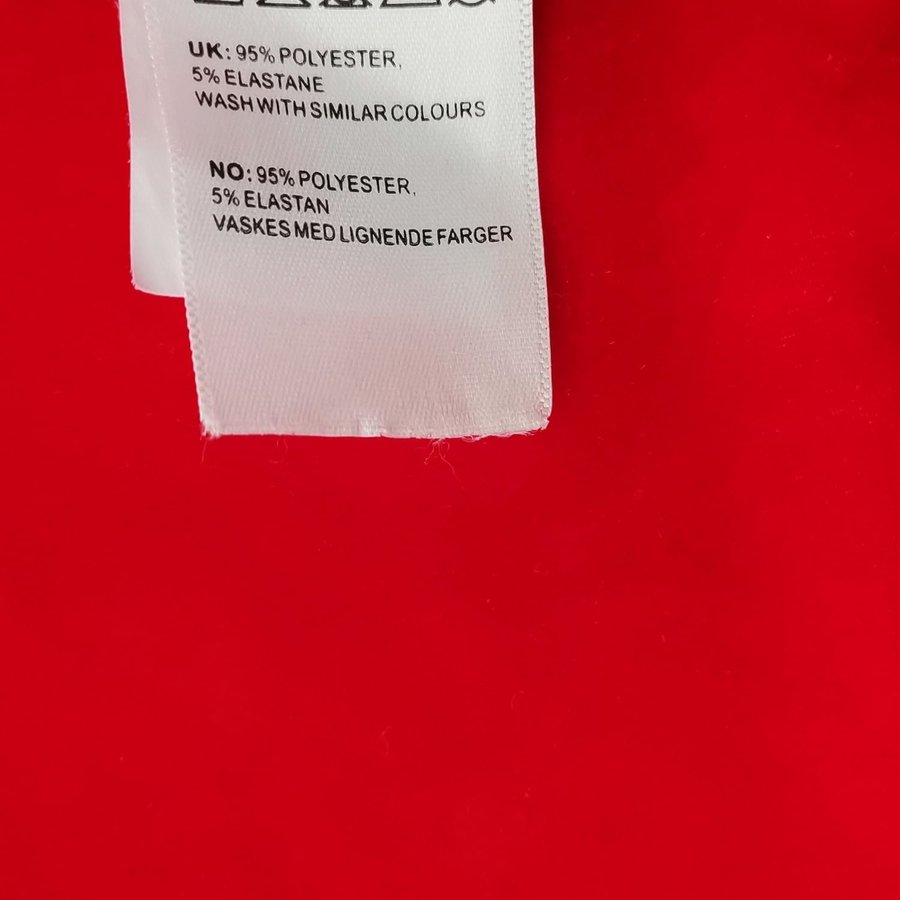 UK: 95% POLYESTER,
5% ELASTANE
WASH WITH SIMILAR COLOURS
NO: 95% POLYESTER,
5% ELASTAN
VASKES MED LIGNENDE FARGER